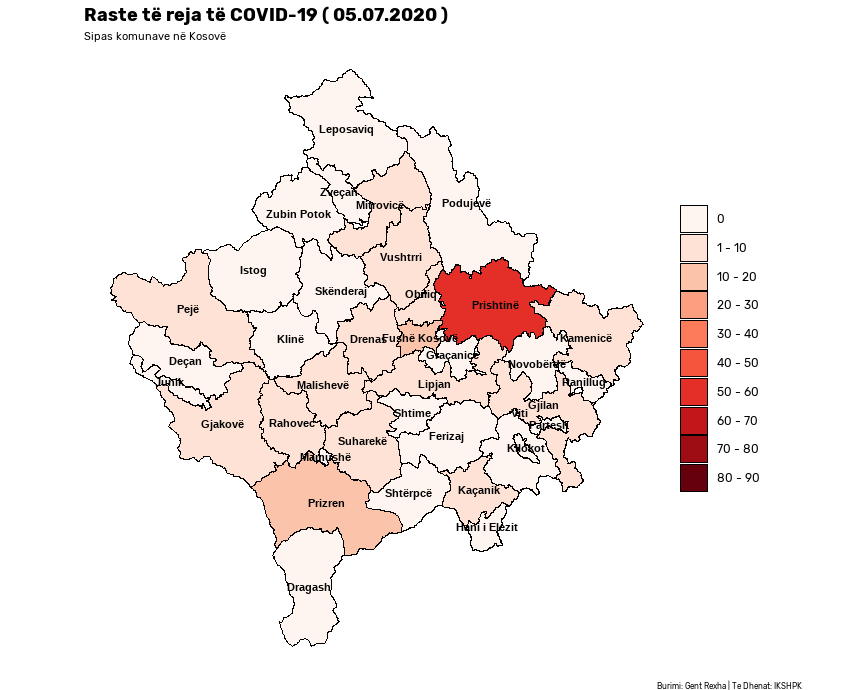 Raste të reja të COVID-19 ( 05.07.2020 )
Sipas komunave në Kosovë
Leposaviq
Zveçan
Mitrovicë
Podujevë
Zubin Potok
Vushtrri
Istog
Skënderaj
Obiliq
Prishtinë
Pejë
Klinë
Drenas
Fushë Kosovë
Kamenicë
Graçanicë
Deçan
Novobërdë
Junik
Malishevë
Lipjan
Ranillug
Gjilan
Shtime
Viti
Gjakovë
Rahovec
Partesh
Suharekë
Ferizaj
Mamushë
Kllokot
Shtërpcë
Kaçanik
Prizren
Hani i Elezit
Dragash
0
1 - 10
10 - 20
20 - 30
30 - 40
40 - 50
50 - 60
60 - 70
70 - 80
80 - 90
Burimi: Gent Rexha | Te Dhenat: IKSHPK